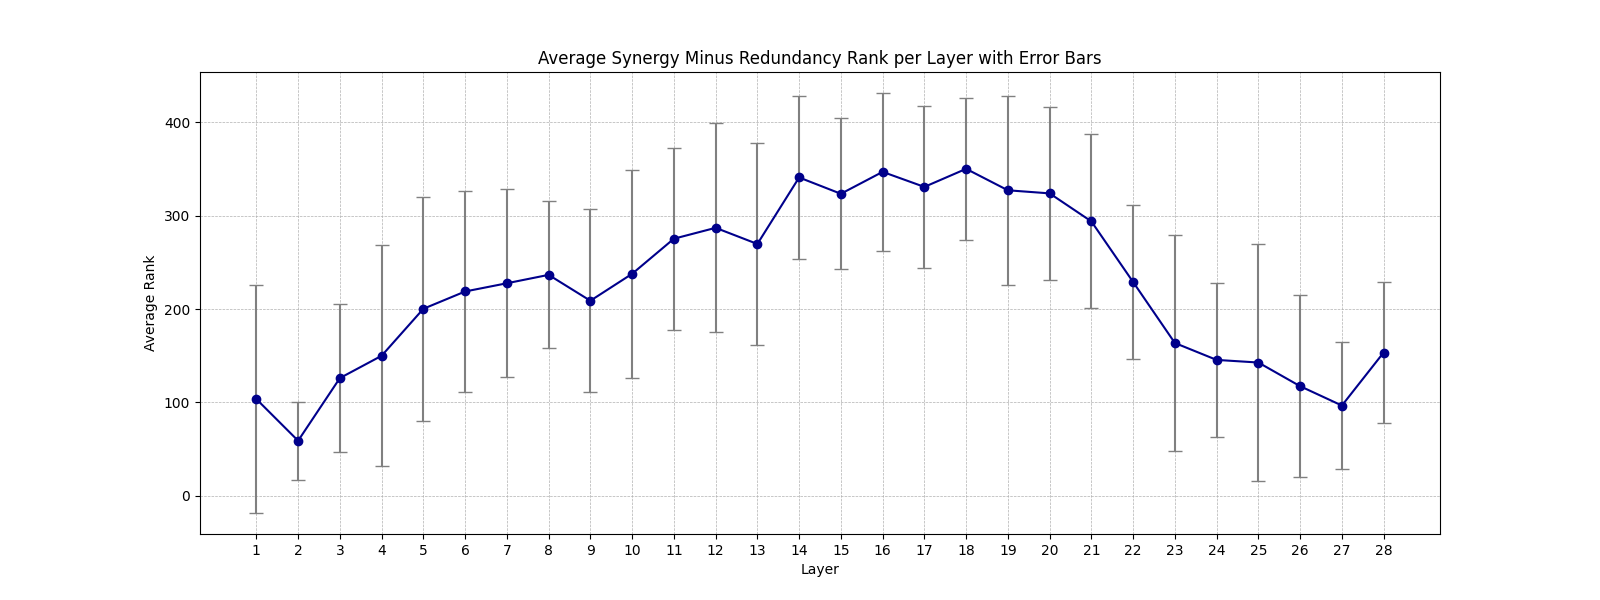 Average Synergy Minus Redundancy Rank per Layer with Error Bars
Average Rank
400
300
200
100
0
1 2 3 4 5 6 7 8 9 10 11 12 13 14 15 16 17 18 19 20 21 22 23 24 25 26 27 28
Layer